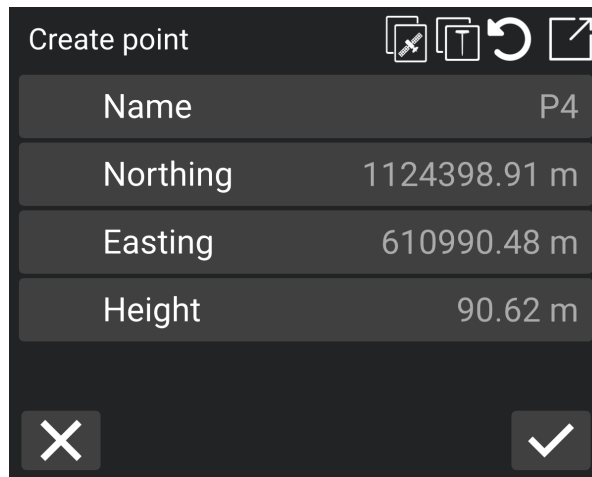 Create point
Name P4
Northing 1124398.91 m
Easting 610990.48 m
Height 90.62 m